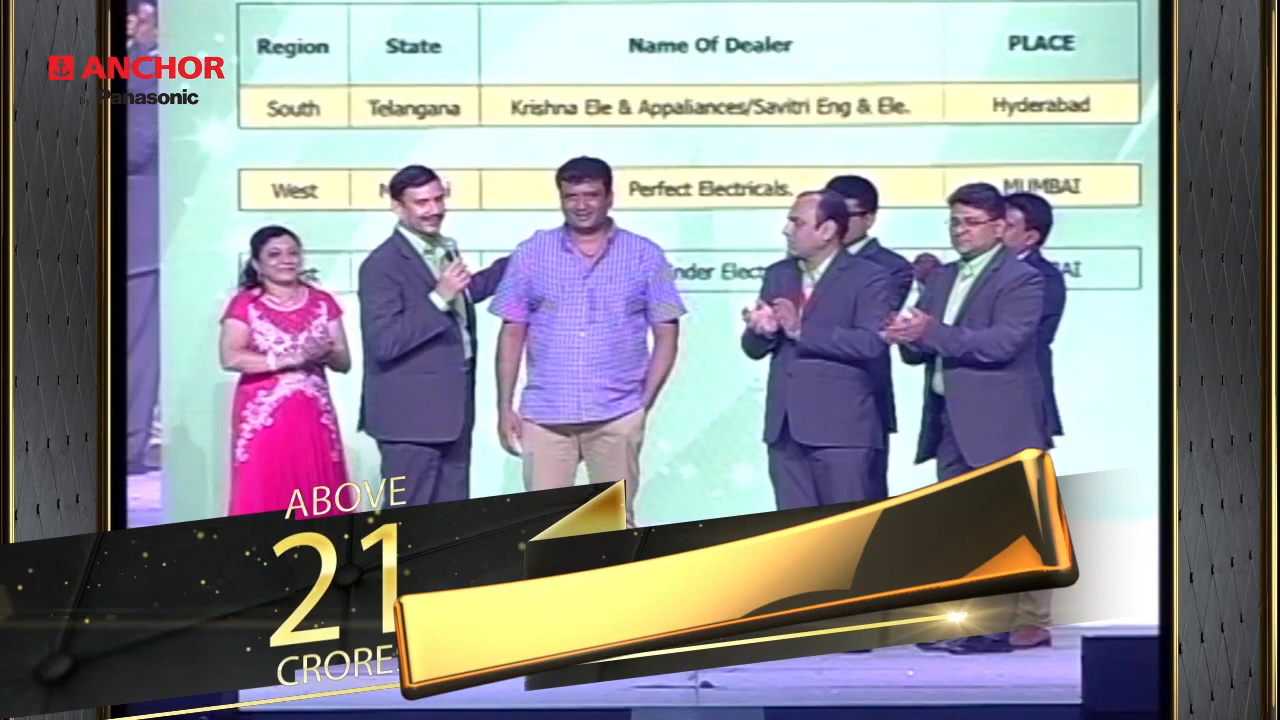 Region State Name Of Dealer PLACE
ANCHOR
by Panasonic
South Telangana Krishna Ele & Appaliances/Savitri Eng & Ele. Hyderabad
West Perfect Electricals. MUMBAI
ABOVE
21
CRORE